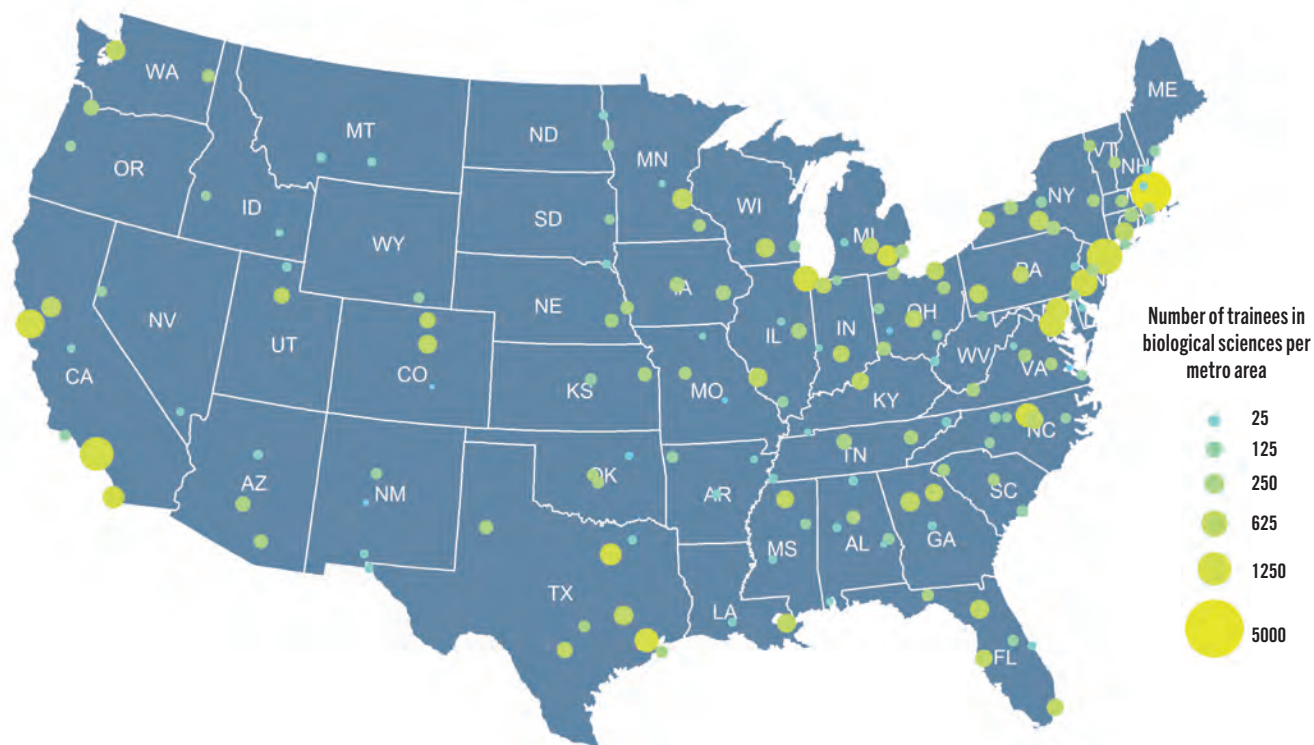 WA
MT
ND
MN
ME
OR
ID
SD
WI
MI
NY
VT
NH
WY
NV
UT
CO
NE
IA
IL
IN
OH
PA
CA
KS
MO
KY
WV
VA
AZ
NM
OK
AR
TN
NC
SC
TX
LA
MS
AL
GA
FL
Number of trainees in
biological sciences per
metro area
25
125
250
625
1250
5000